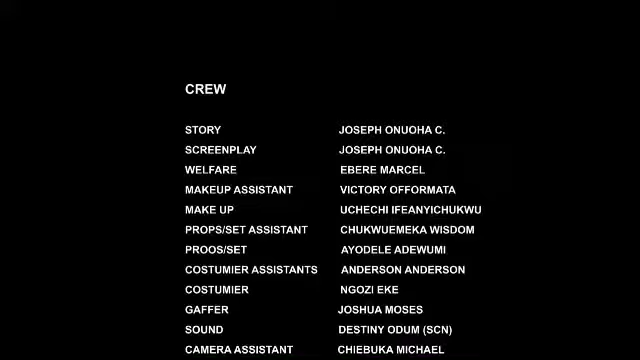 CREW
STORY JOSEPH ONUOHA C.
SCREENPLAY JOSEPH ONUOHA C.
WELFARE EBERE MARCEL
MAKEUP ASSISTANT VICTORY OFFORMATA
MAKE UP UCHECHI IFEANYICHUKWU
PROPS/SET ASSISTANT CHUKWUEMEKA WISDOM
PROOS/SET AYODELE ADEWUMI
COSTUMIER ASSISTANTS ANDERSON ANDERSON
COSTUMIER NGOZI EKE
GAFFER JOSHUA MOSES
SOUND DESTINY ODUM (SCN)
CAMERA ASSISTANT CHIEBUKA MICHAEL